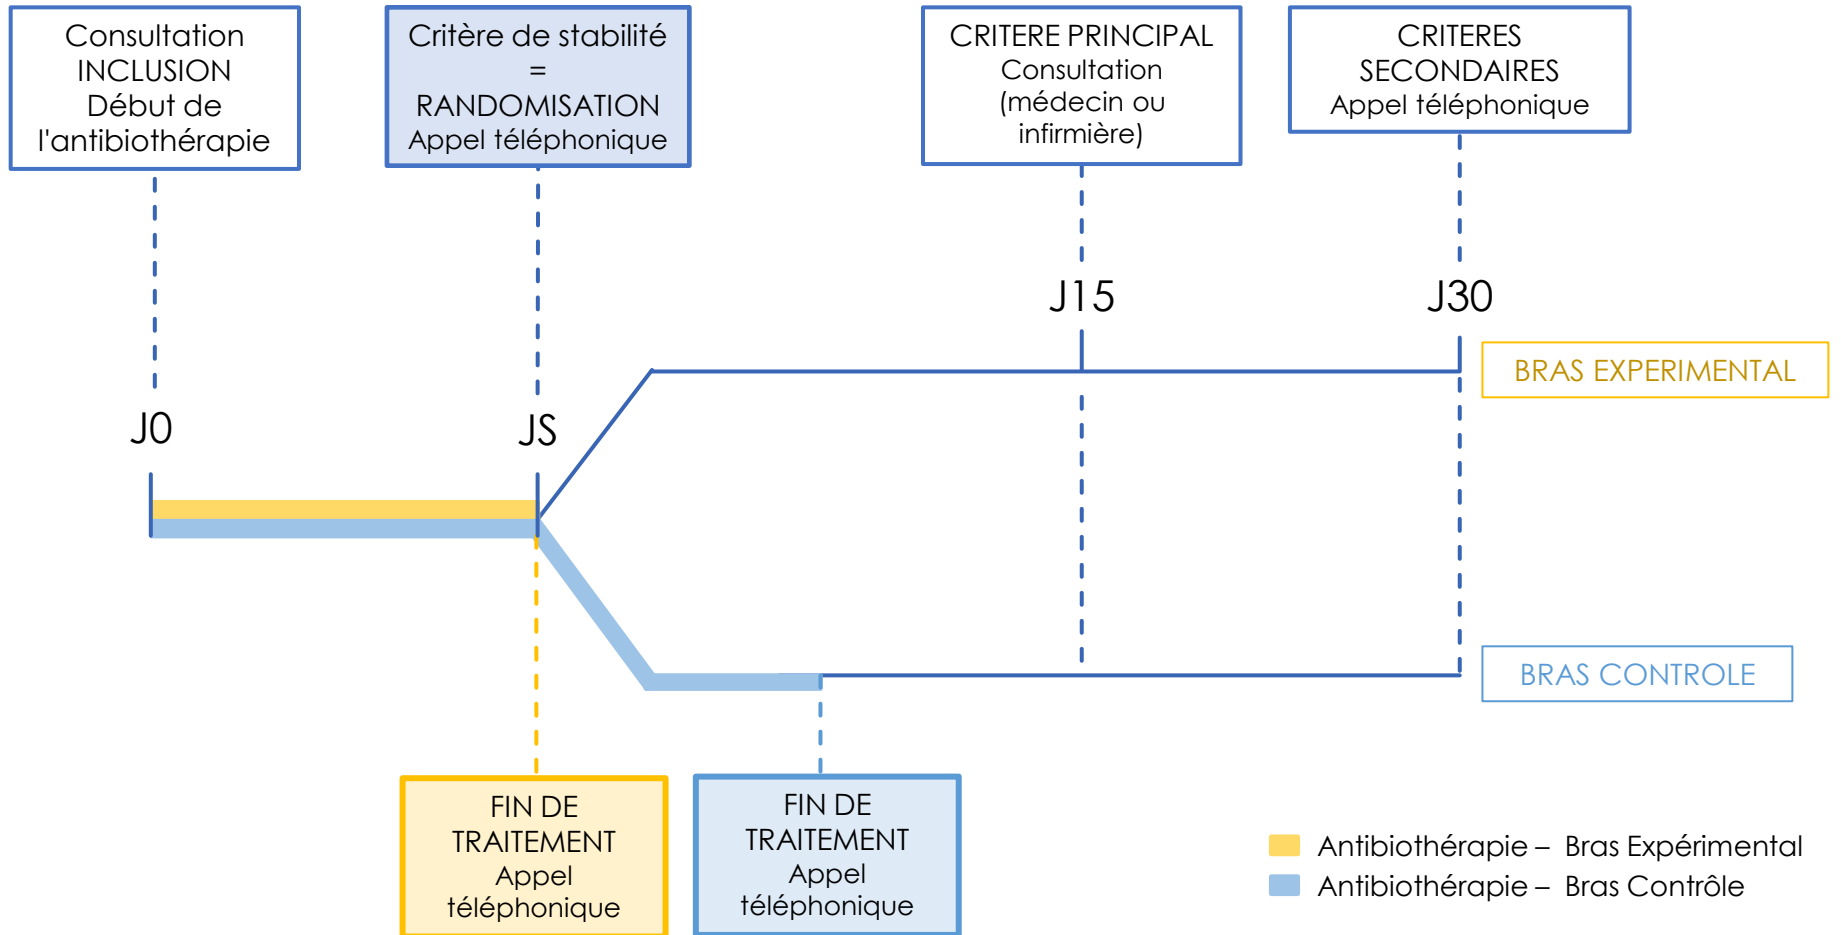 Consultation
INCLUSION
Début de
l'antibiothérapie
Critère de stabilité
=
RANDOMISATION
Appel téléphonique
CRITERE PRINCIPAL
Consultation
(médecin ou
infirmière)
CRITERES
SECONDAIRES
Appel téléphonique
J15
J30
BRAS EXPERIMENTAL
J0
JS
BRAS CONTROLE
FIN DE
TRAITEMENT
Appel
téléphonique
FIN DE
TRAITEMENT
Appel
téléphonique
Antibiothérapie – Bras Expérimental
Antibiothérapie – Bras Contrôle